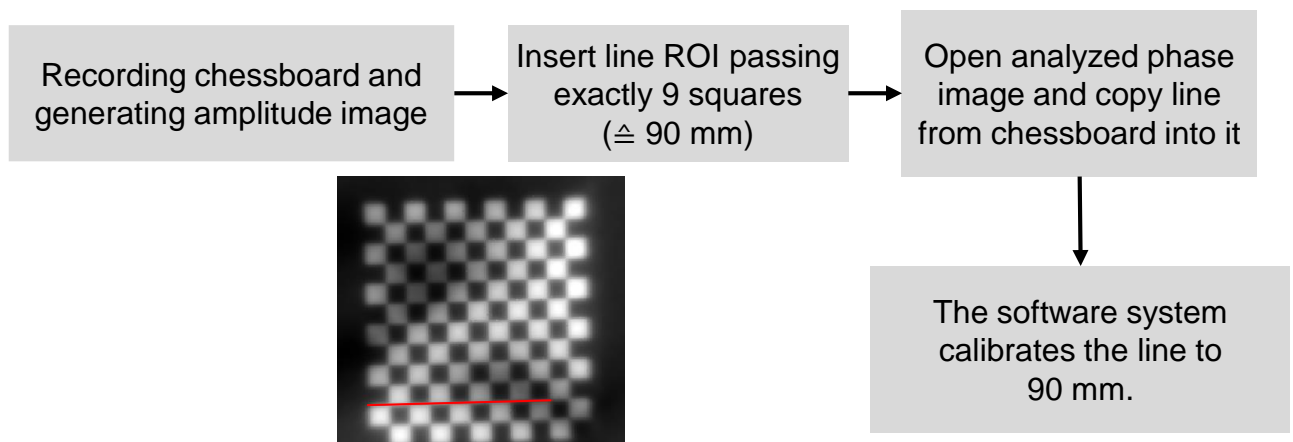 Recording chessboard and
generating amplitude image
Insert line ROI passing
exactly 9 squares
(≙ 90 mm)
Open analyzed phase
image and copy line
from chessboard into it
The software system
calibrates the line to
90 mm.